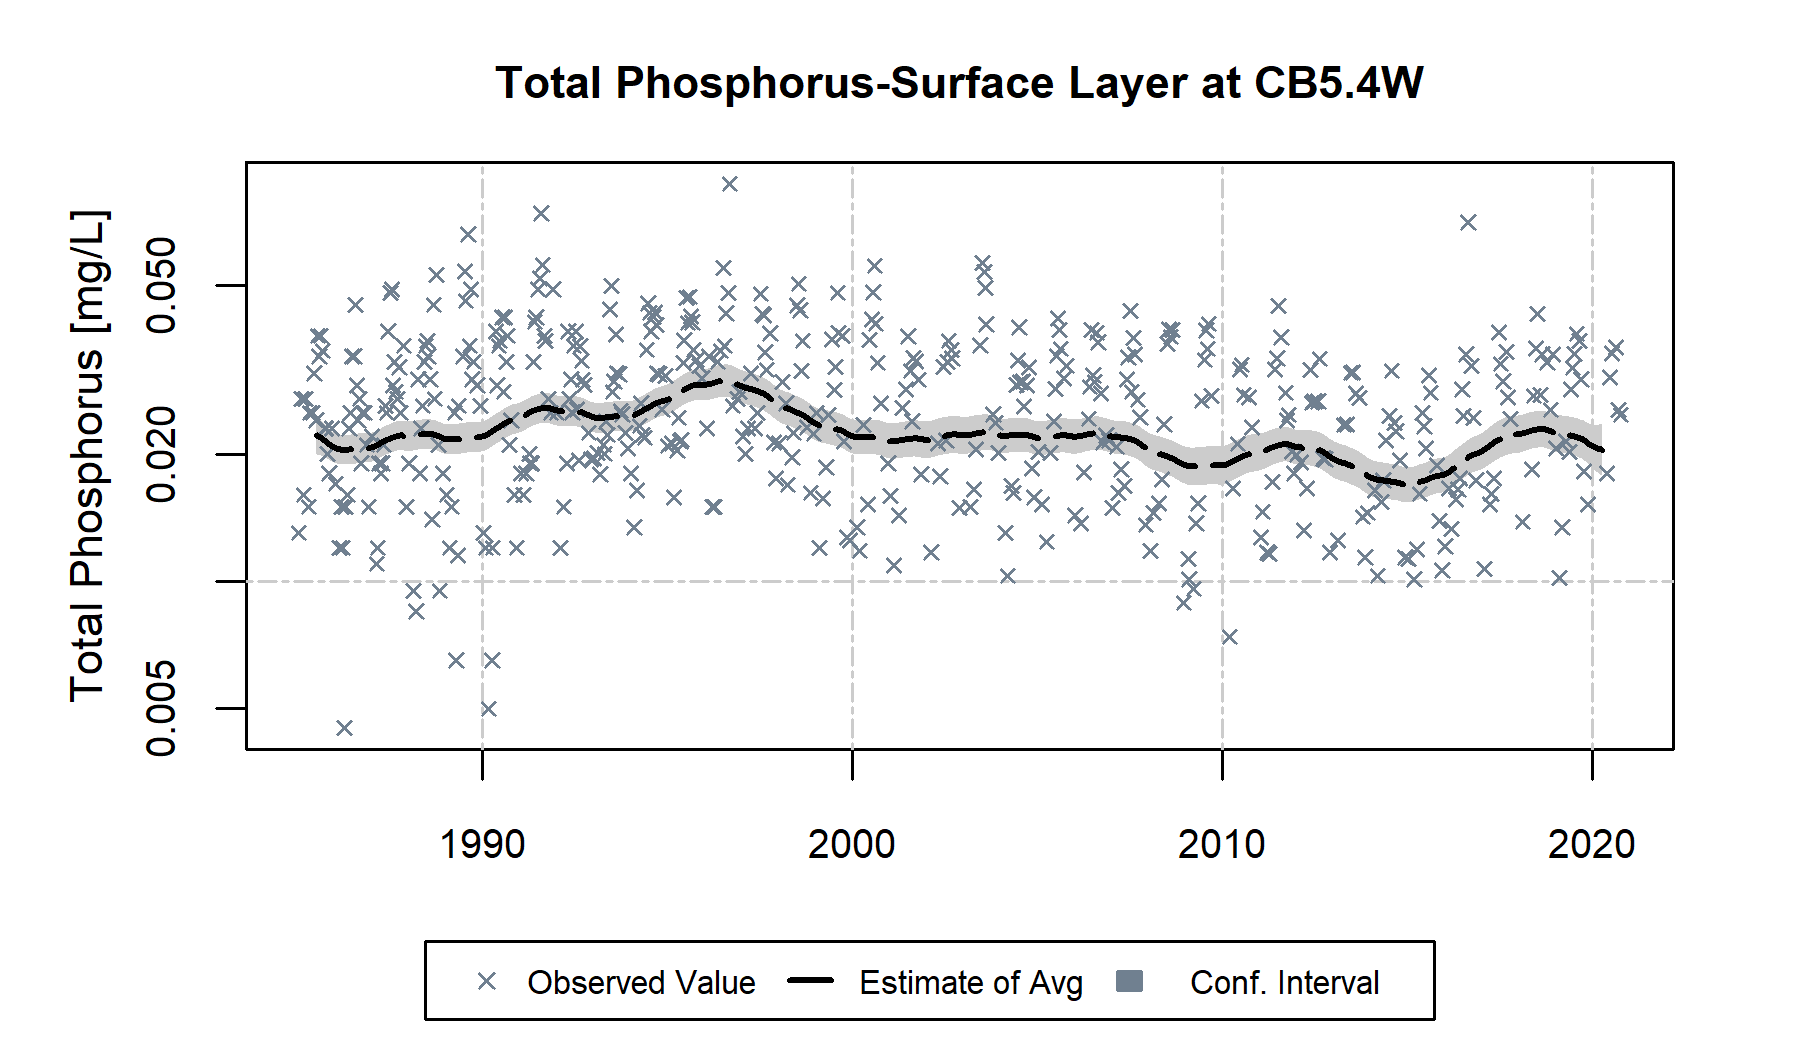 Total Phosphorus-Surface Layer at CB5.4W
Total Phosphorus [mg/L]
0.050
0.020
0.005
1990 2000 2010 2020
Observed Value Estimate of Avg Conf. Interval